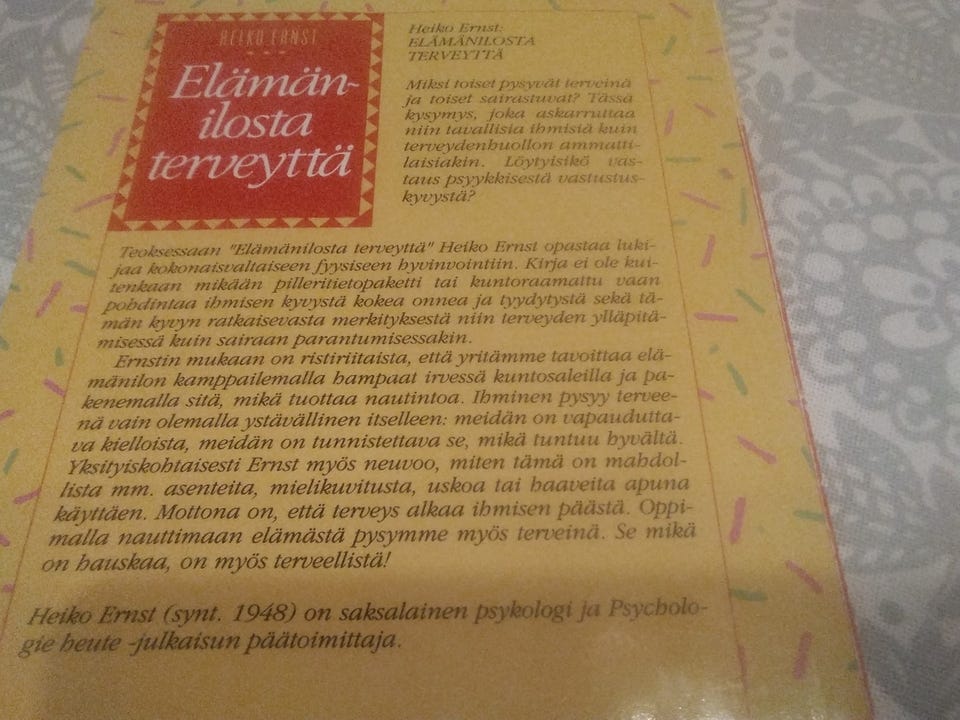 HEIKO ERNST
Elämän-
ilosta
terveyttä
Heiko Ernst:
ELÄMÄNILOSTA
TERVEYTTÄ
Miksi toiset pysyvät terveinä
ja toiset sairastuvat? Tässä
kysymys, joka askarruttaa
niin tavallisia ihmisiä kuin
terveydenhuollon ammatti-
laisiakin. Löytyisikö vas-
taus psyykkisestä vastustus-
kyvystä?
Teoksessaan "Elämänilosta terveyttä" Heiko Ernst opastaa luki-
jaa kokonaisvaltaiseen fyysiseen hyvinvointiin. Kirja ei ole kui-
tenkaan mikään pilleritietopaketti tai kuntoraamattu vaan
pohdintaa ihmisen kyvystä kokea onnea ja tyydytystä sekä tä-
män kyvyn ratkaisevasta merkityksestä niin terveyden ylläpitä-
misessä kuin sairaan parantumisessakin.
Ernstin mukaan on ristiriitaista, että yritämme tavoittaa elä-
mänilon kamppailemalla hampaat irvessä kuntosaleilla ja pa-
kenemalla sitä, mikä tuottaa nautintoa. Ihminen pysyy tervee-
nä vain olemalla ystävällinen itselleen: meidän on vapaudutta-
va kielloista, meidän on tunnistettava se, mikä tuntuu hyvältä.
Yksityiskohtaisesti Ernst myös neuvoo, miten tämä on mahdol-
lista mm. asenteita, mielikuvitusta, uskoa tai haaveita apuna
käyttäen. Mottona on, että terveys alkaa ihmisen päästä. Oppi-
malla nauttimaan elämästä pysymme myös terveinä. Se mikä
on hauskaa, on myös terveellistä!
Heiko Ernst (synt. 1948) on saksalainen psykologi ja Psycholo-
gie heute -julkaisun päätoimittaja.